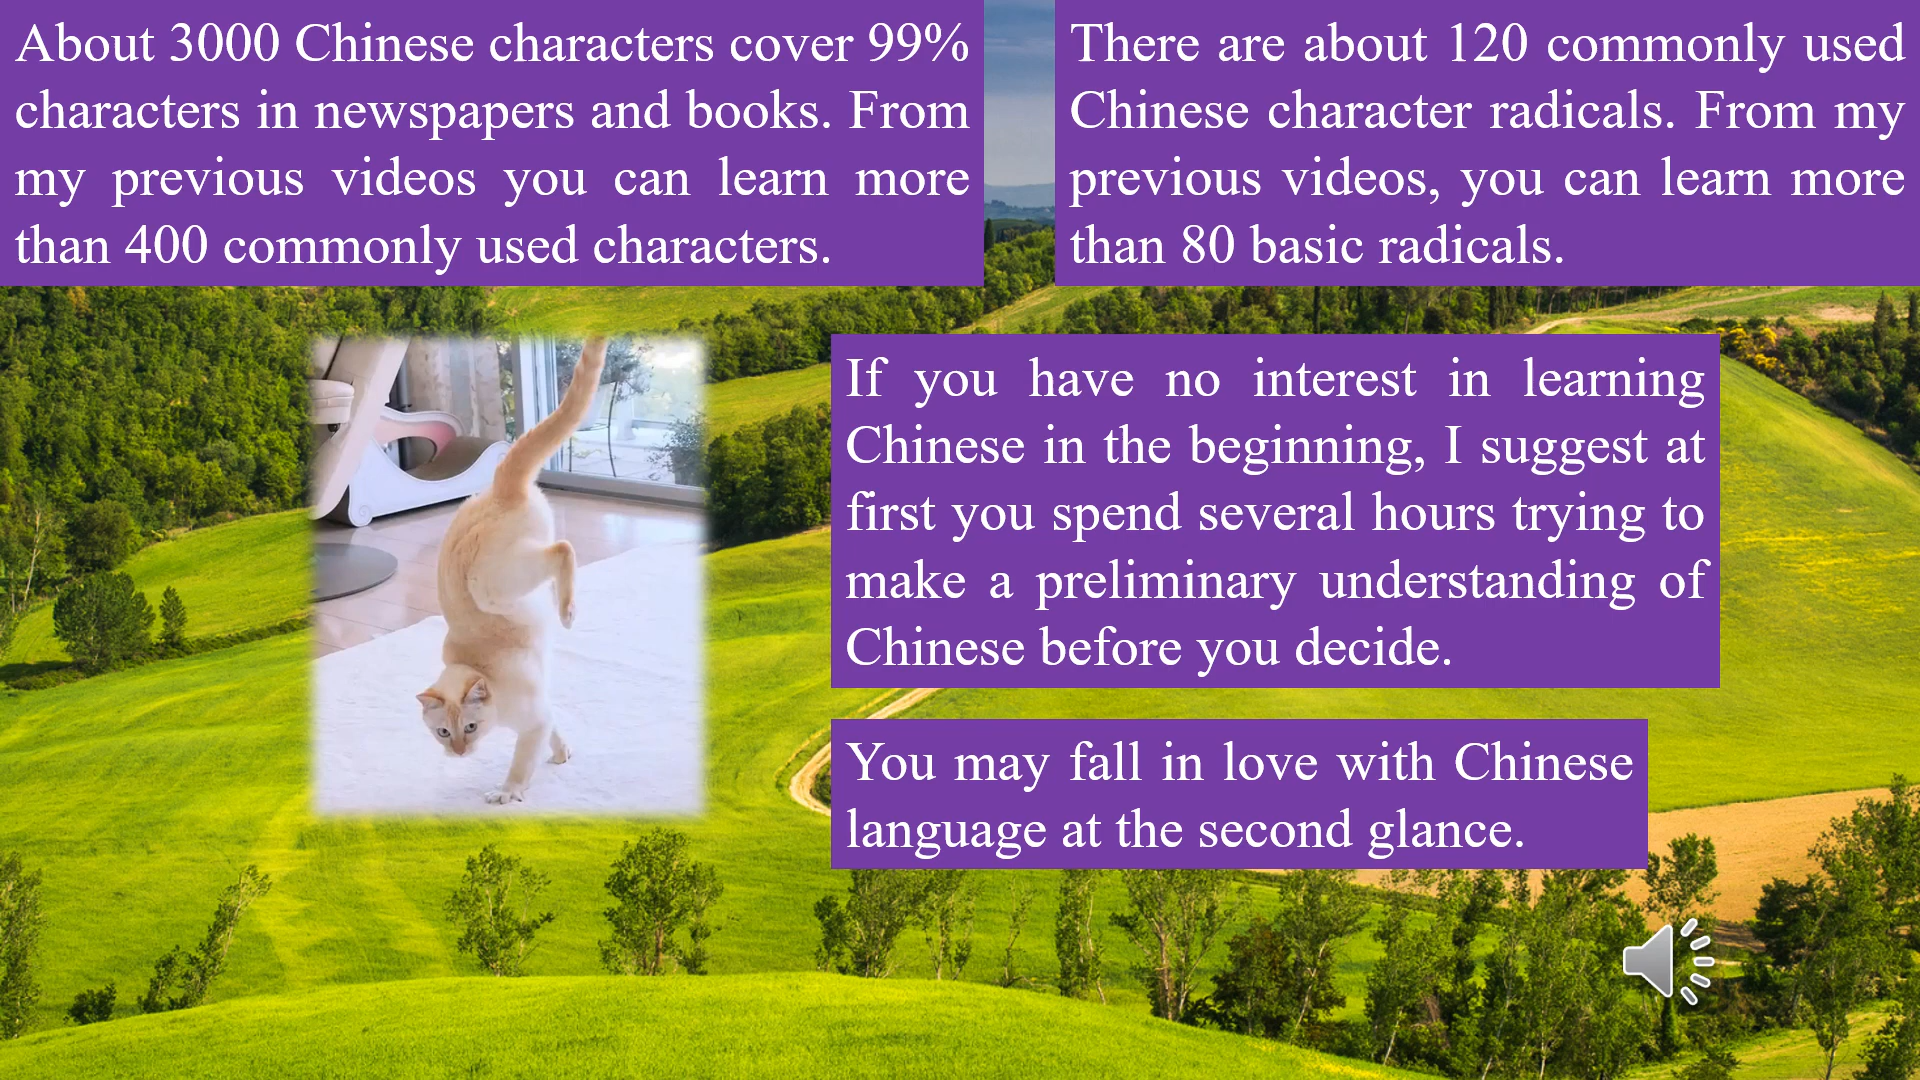 About 3000 Chinese characters cover 99%
characters in newspapers and books. From
my previous videos you can learn more
than 400 commonly used characters.
There are about 120 commonly used
Chinese character radicals. From my
previous videos, you can learn more
than 80 basic radicals.
If you have no interest in learning
Chinese in the beginning, I suggest at
first you spend several hours trying to
make a preliminary understanding of
Chinese before you decide.
You may fall in love with Chinese
language at the second glance.